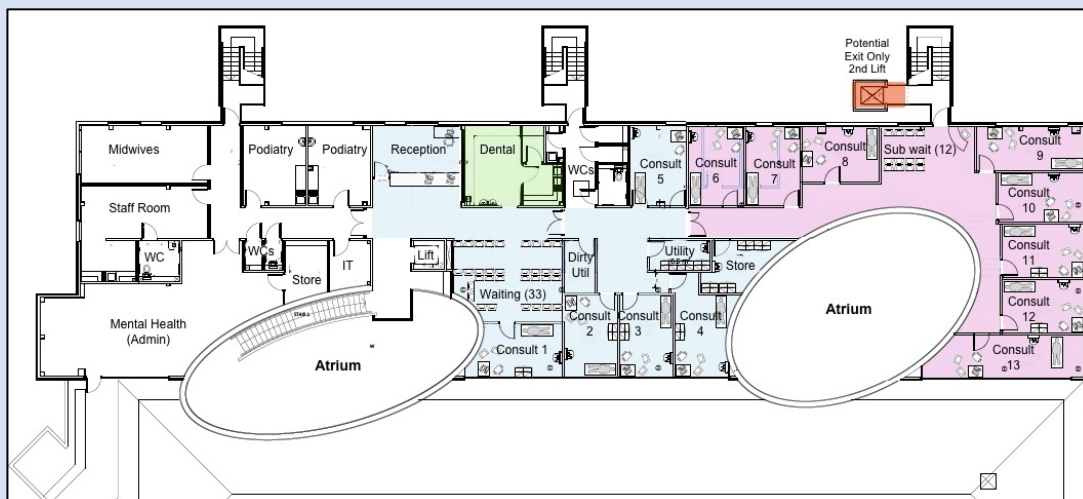 Potential
Exit Only
2nd Lift
Midwives
Podiatry
Podiatry
Reception
Dental
WCs
Consult
5
Consult
6
Consult
7
Consult
8
Sub wait (12)
Consult
9
Staff Room
Consult
10
WC
WCs
Store
IT
Lift
Dirty
Util
Utility
Store
Consult
11
Waiting (33)
Mental Health
(Admin)
STAIR 2
Atrium
Consult 1
Consult
2
Consult
3
Consult
4
Atrium
Consult
12
Consult
13